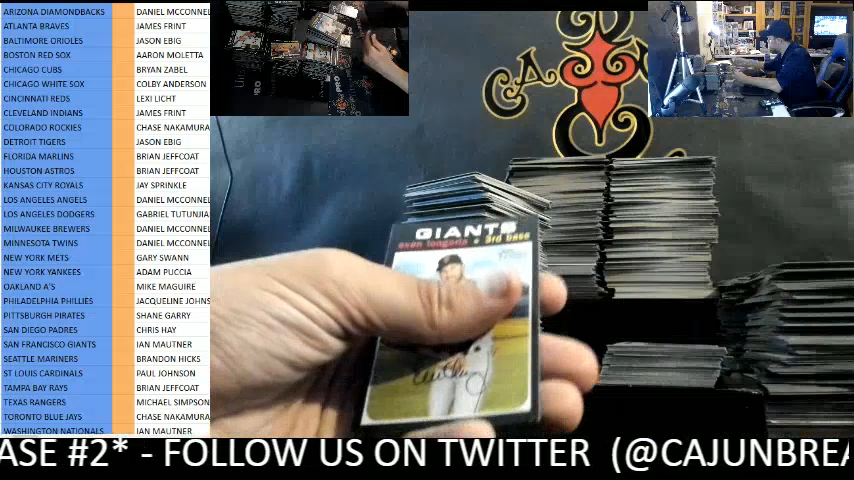 ARIZONA DIAMONDBACKS DANIEL MCCONNEL
ATLANTA BRAVES JAMES FRINT
BALTIMORE ORIOLES JASON EBIG
BOSTON RED SOX AARON MOLETTA
CHICAGO CUBS BRYAN ZABEL
CHICAGO WHITE SOX COLBY ANDERSON
CINCINNATI REDS LEXI LICHT
CLEVELAND INDIANS JAMES FRINT
COLORADO ROCKIES CHASE NAKAMURA
DETROIT TIGERS JASON EBIG
FLORIDA MARLINS BRIAN JEFFCOAT
HOUSTON ASTROS BRIAN JEFFCOAT
KANSAS CITY ROYALS JAY SPRINKLE
LOS ANGELES ANGELS DANIEL MCCONNEL
LOS ANGELES DODGERS GABRIEL TUTUNJIA
MILWAUKEE BREWERS DANIEL MCCONNEL
MINNESOTA TWINS DANIEL MCCONNEL
NEW YORK METS GARY SWANN
NEW YORK YANKEES ADAM PUCCIA
OAKLAND A'S MIKE MAGUIRE
PHILADELPHIA PHILLIES JACQUELINE JOHNS
PITTSBURGH PIRATES SHANE GARRY
SAN DIEGO PADRES CHRIS HAY
SAN FRANCISCO GIANTS IAN MAUTNER
SEATTLE MARINERS BRANDON HICKS
ST LOUIS CARDINALS PAUL JOHNSON
TAMPA BAY RAYS BRIAN JEFFCOAT
TEXAS RANGERS MICHAEL SIMPSON
TORONTO BLUE JAYS CHASE NAKAMURA
WASHINGTON NATIONALS IAN MAUTNER
CA
GIANTS
evan longoria • 3rd base
ASE #2* - FOLLOW US ON TWITTER (@CAJUNBREA